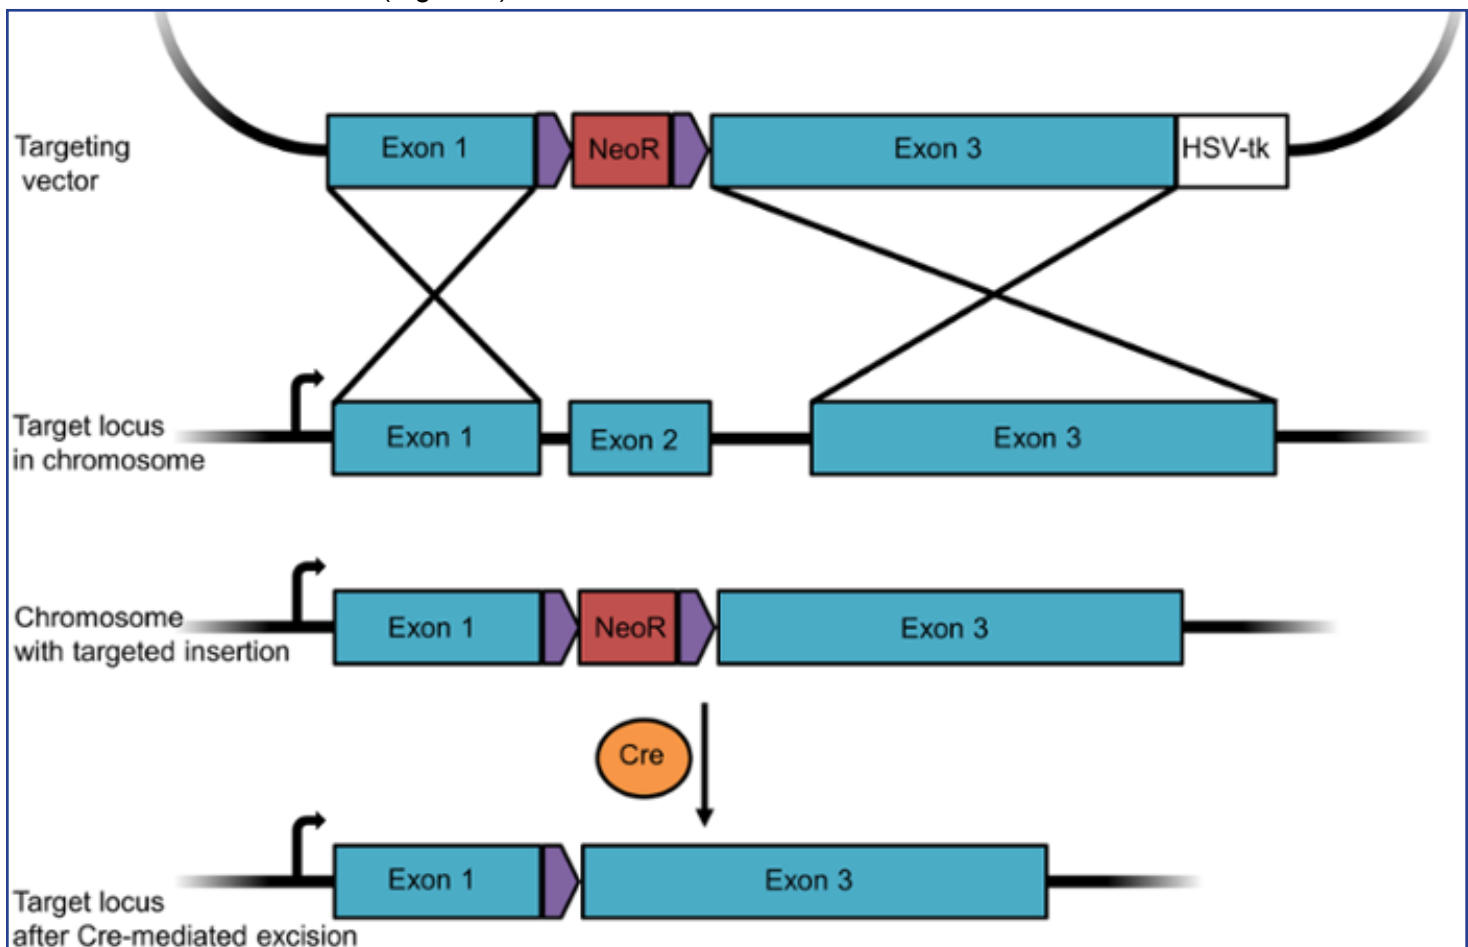 Targeting
vector
Exon 1
NeoR
Exon 3
HSV-tk
Target locus
in chromosome
Exon 1
Exon 2
Exon 3
Chromosome
with targeted insertion
Exon 1
NeoR
Exon 3
Cre
Target locus
after Cre-mediated excision
Exon 1
Exon 3